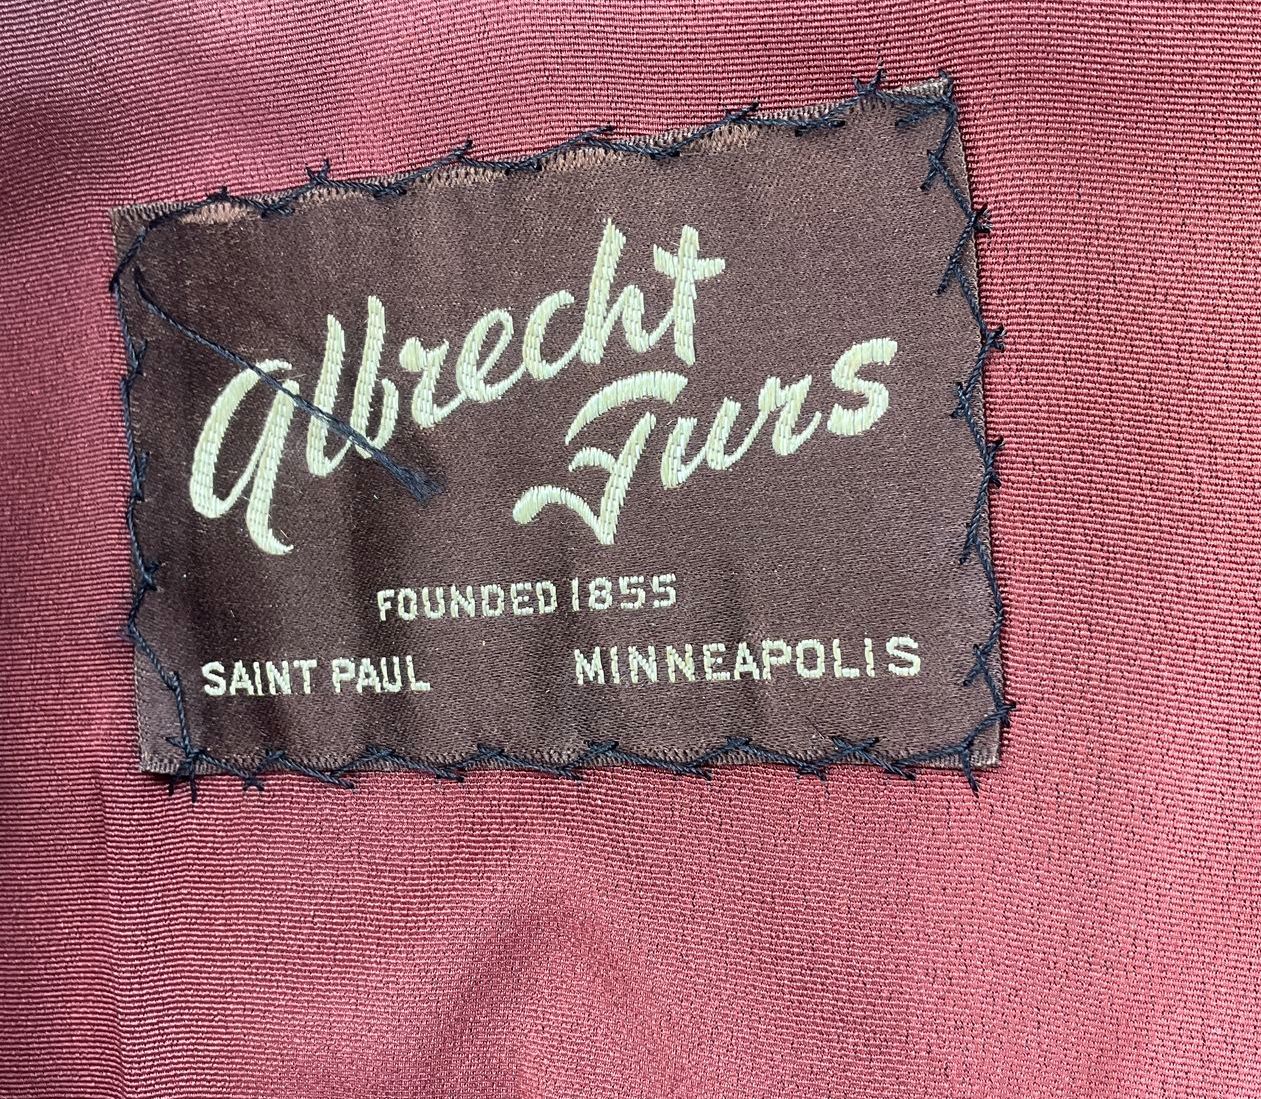 Albrecht
Furs
FOUNDED 1855
SAINT PAUL MINNEAPOLIS